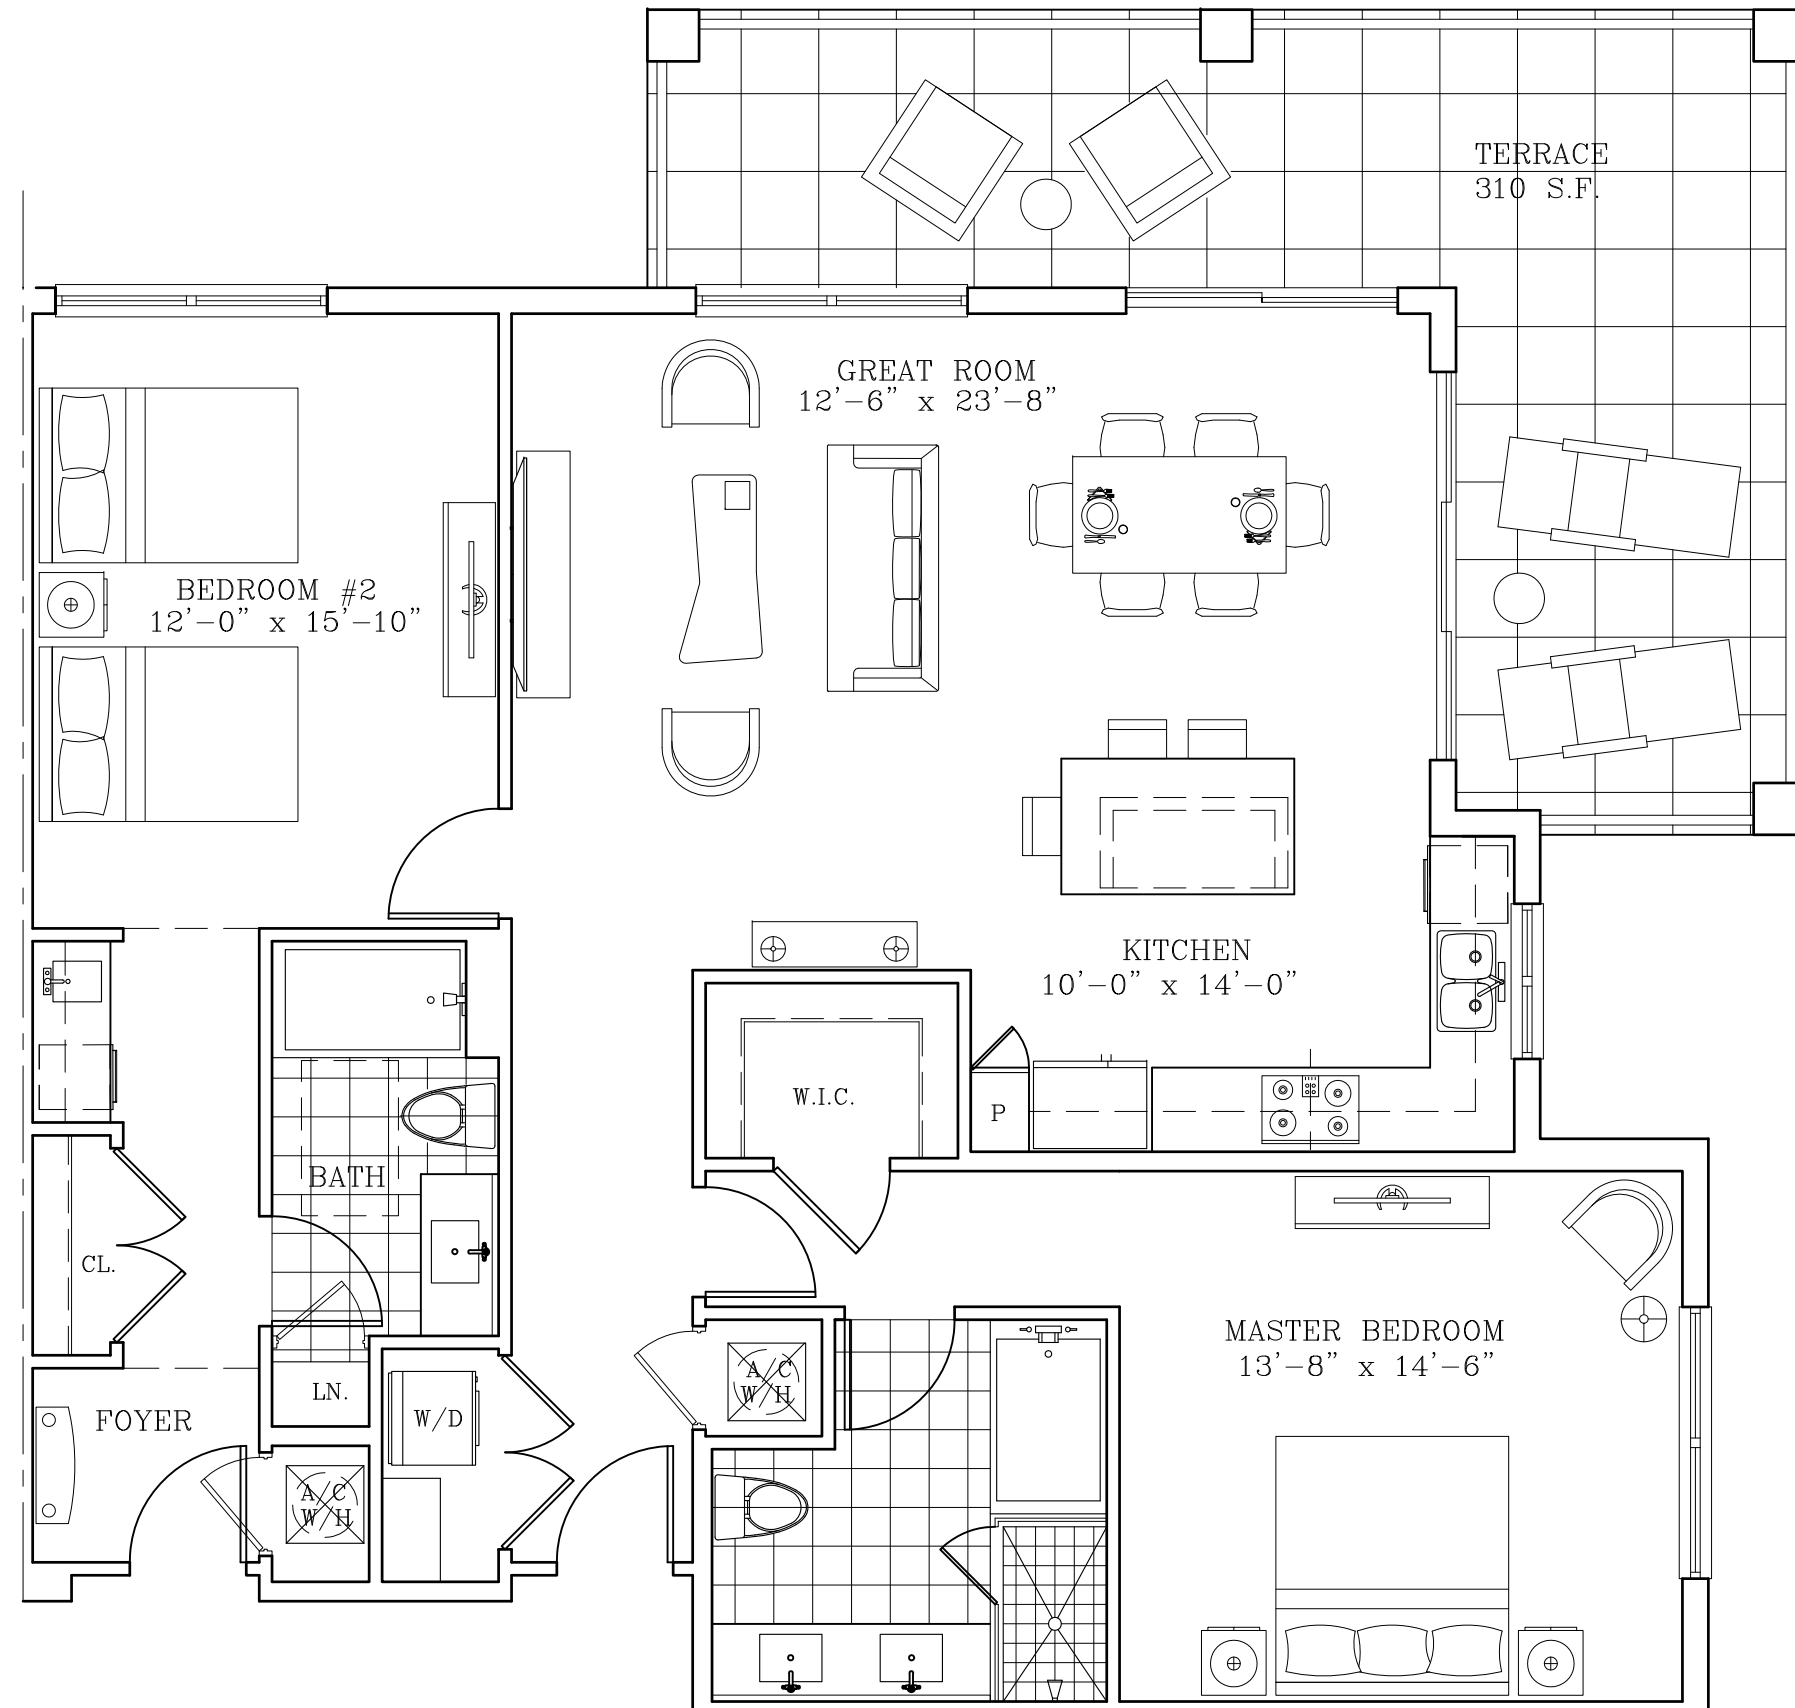 TERRACE
310 S.F.
GREAT ROOM
12'-6" x 23'-8"
BEDROOM #2
12'-0" x 15'-10"
KITCHEN
10'-0" x 14'-0"
W.I.C.
P
BATH
CL.
MASTER BEDROOM
13'-8" x 14'-6"
A/C
W/H
LN.
W/D
FOYER
A/C
W/H